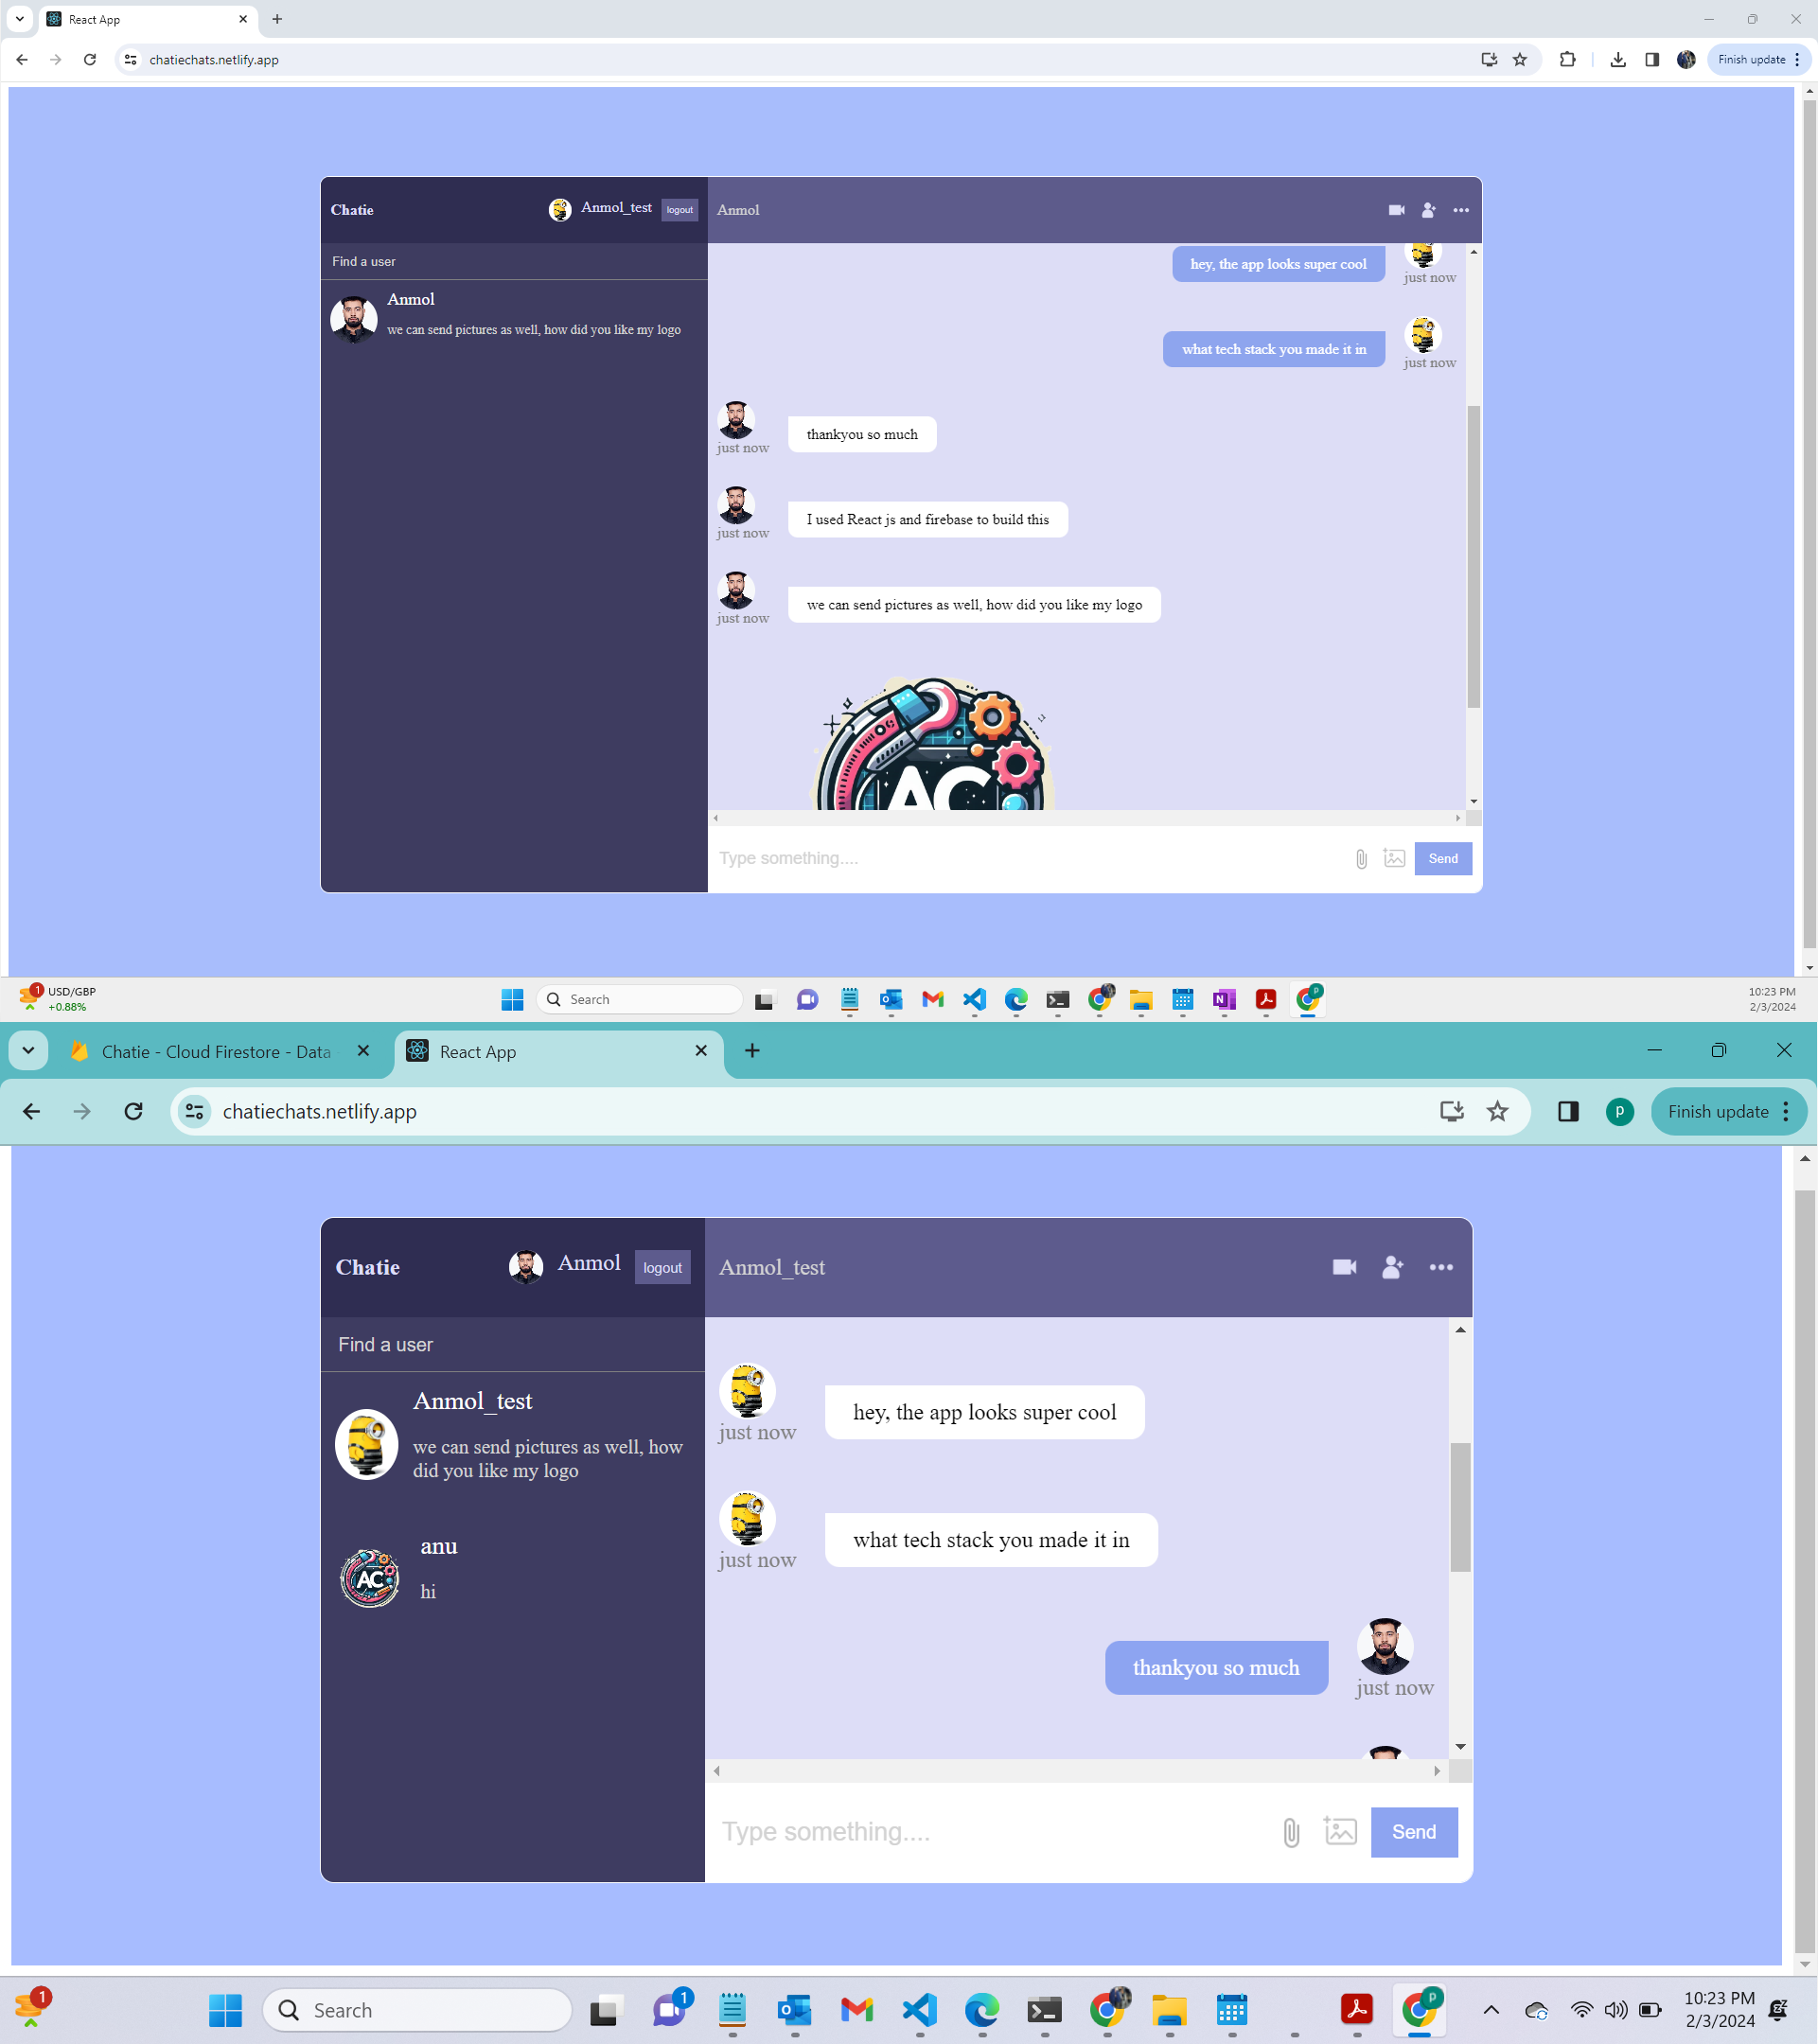 React App
chatiechats.netlify.app
Finish update
Chatie
Anmol_test
logout
Anmol
Find a user
Anmol
we can send pictures as well, how did you like my logo
hey, the app looks super cool
just now
what tech stack you made it in
just now
thankyou so much
just now
I used React js and firebase to build this
just now
we can send pictures as well, how did you like my logo
just now
AC
Type something....
Send
1
USD/GBP
+0.88%
Search
P
10:23 PM
2/3/2024
Chatie - Cloud Firestore - Data
React App
chatiechats.netlify.app
P
Finish update
Chatie
Anmol
logout
Anmol_test
Find a user
Anmol_test
we can send pictures as well, how
did you like my logo
anu
AC
hi
hey, the app looks super cool
just now
what tech stack you made it in
just now
thankyou so much
just now
Type something....
Send
1
Search
1
P
10:23 PM
2/3/2024